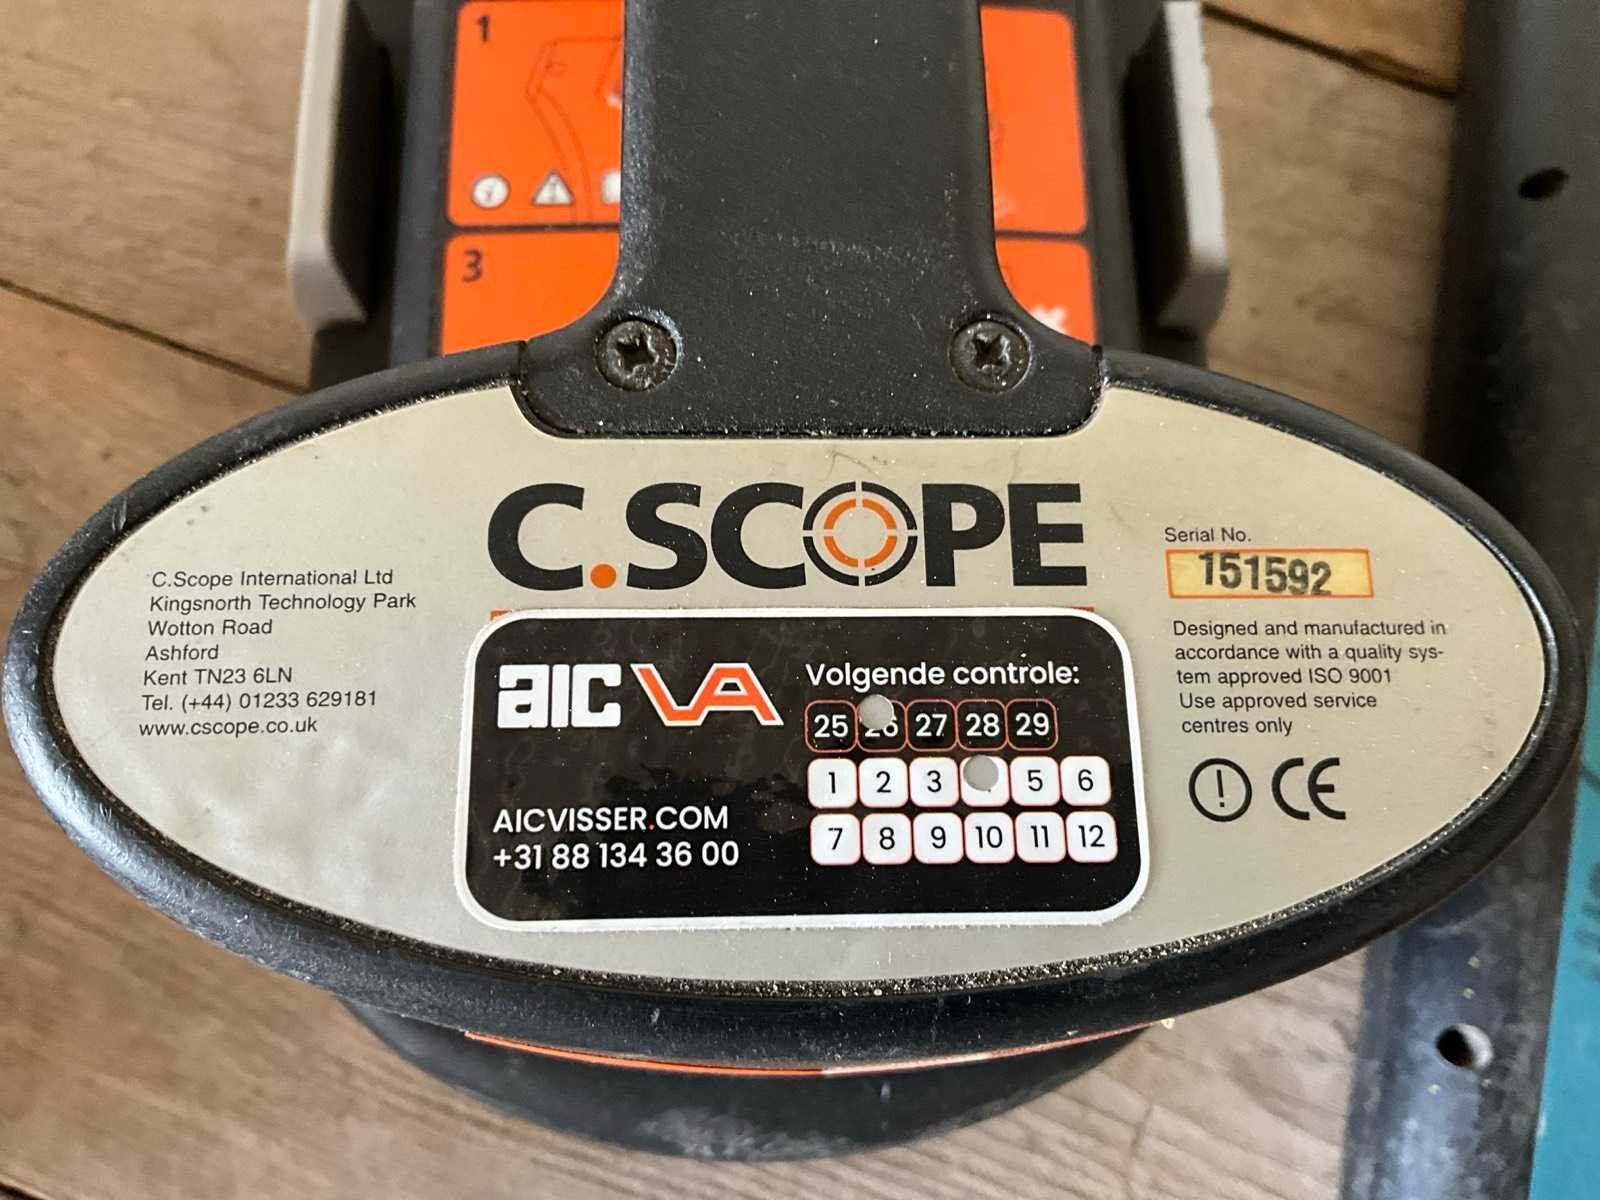 1
3
C.SCOPE
C.Scope International Ltd
Kingsnorth Technology Park
Wotton Road
Ashford
Kent TN23 6LN
Tel. (+44) 01233 629181
www.cscope.co.uk
Serial No.
151592
Designed and manufactured in
accordance with a quality sys-
tem approved ISO 9001
Use approved service
centres only
CE
aic VA
AICVISSER.COM
+31 88 134 36 00
Volgende controle:
25 26 27 28 29
1 2 3 5 6
7 8 9 10 11 12